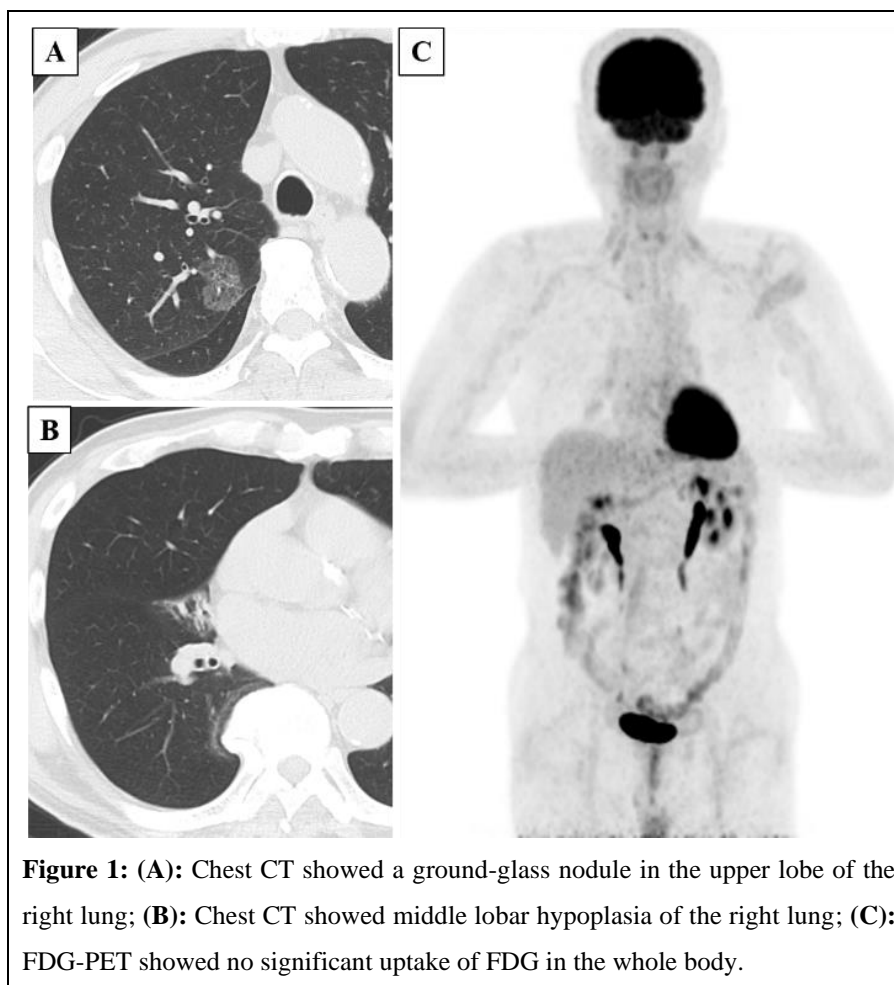 A
C
B
Figure 1: (A): Chest CT showed a ground-glass nodule in the upper lobe of the
right lung; (B): Chest CT showed middle lobar hypoplasia of the right lung; (C):
FDG-PET showed no significant uptake of FDG in the whole body.